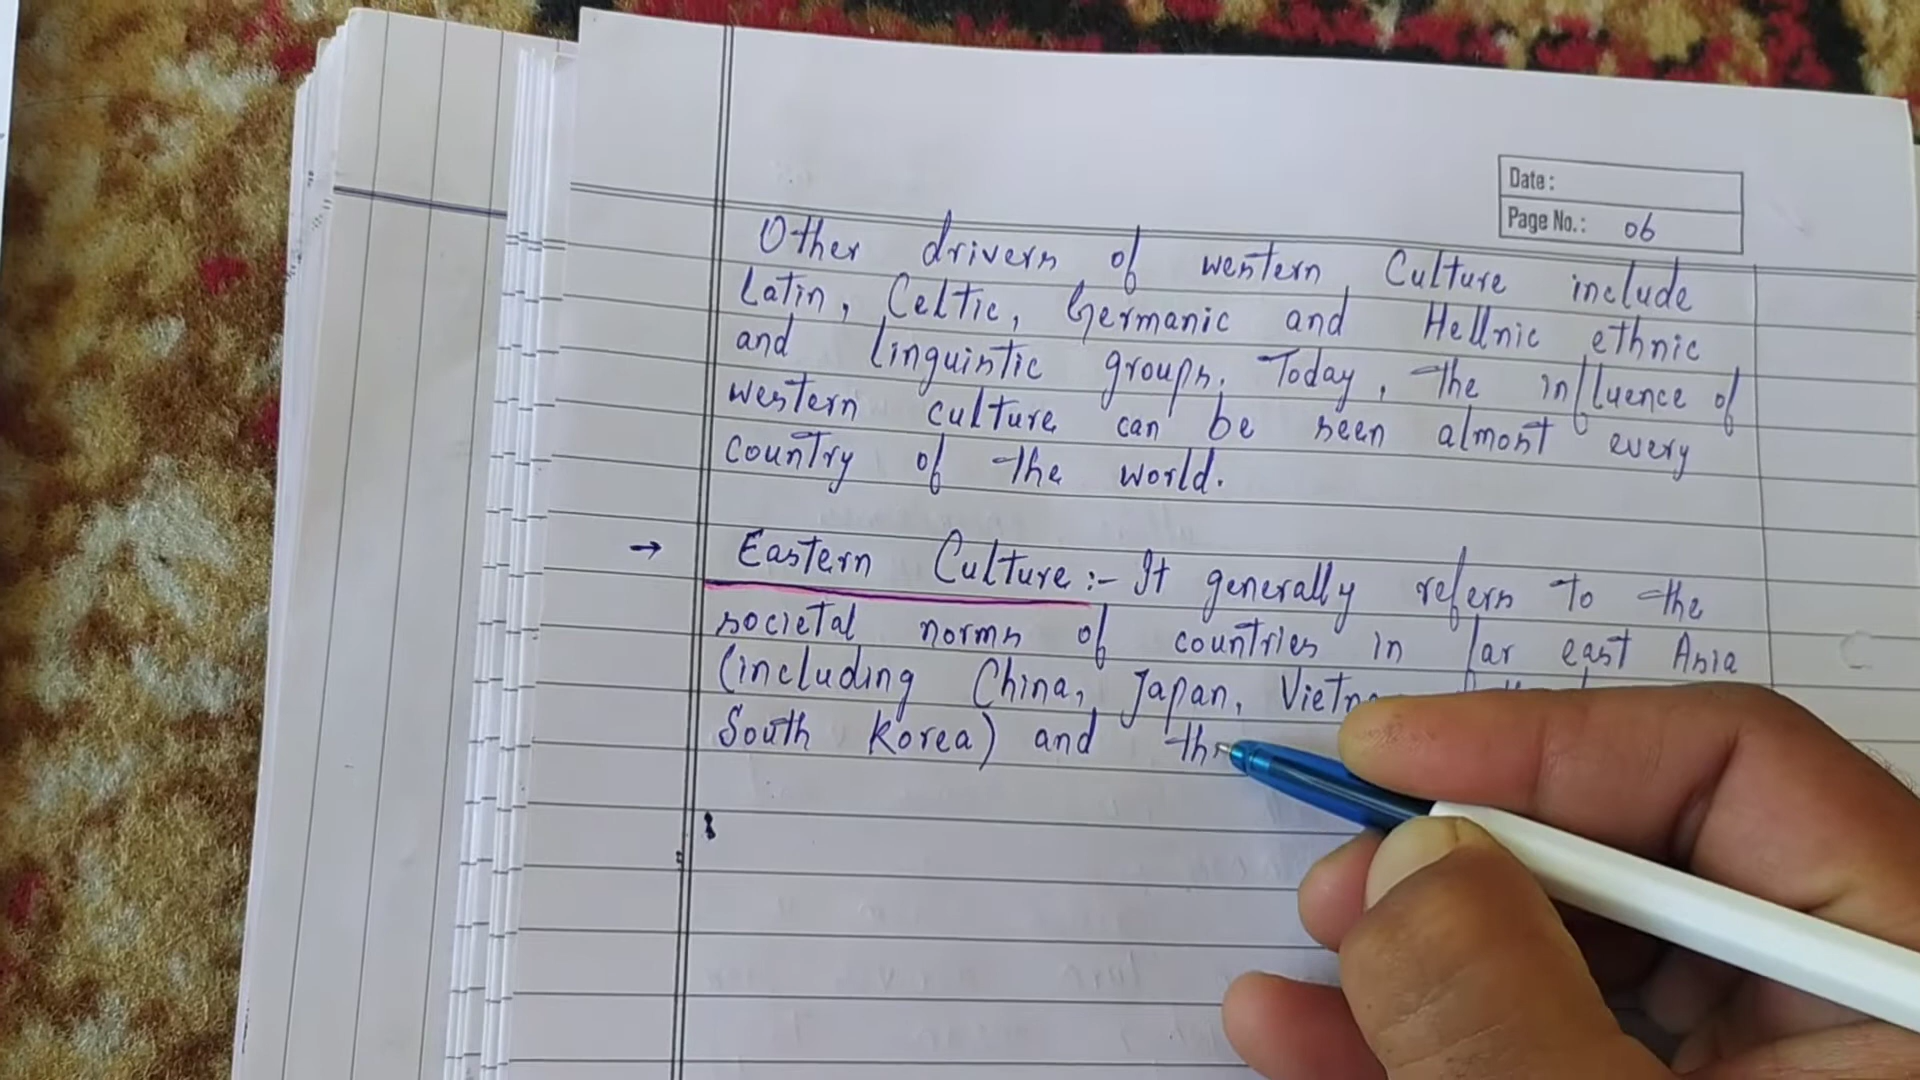 Date:
Page No.: 06
Other drivers of western Culture include
Latin, Celtic, Germanic and Hellnic ethnic
and linguistic groups. Today, the influence of
western culture can be seen almost every
country of the world.
→ Eastern Culture :- It generally refers to the
societal norms of countries in far east Asia
(including China, Japan,
South Korea) and